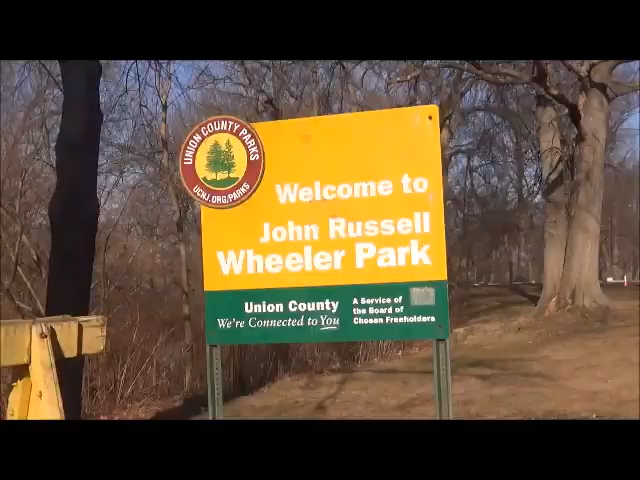 UNION COUNTY PARKS
UCNJ.ORG/PARKS
Welcome to
John Russell
Wheeler Park
Union County
We're Connected to You
A Service of
the Board of
Chosen Freeholders